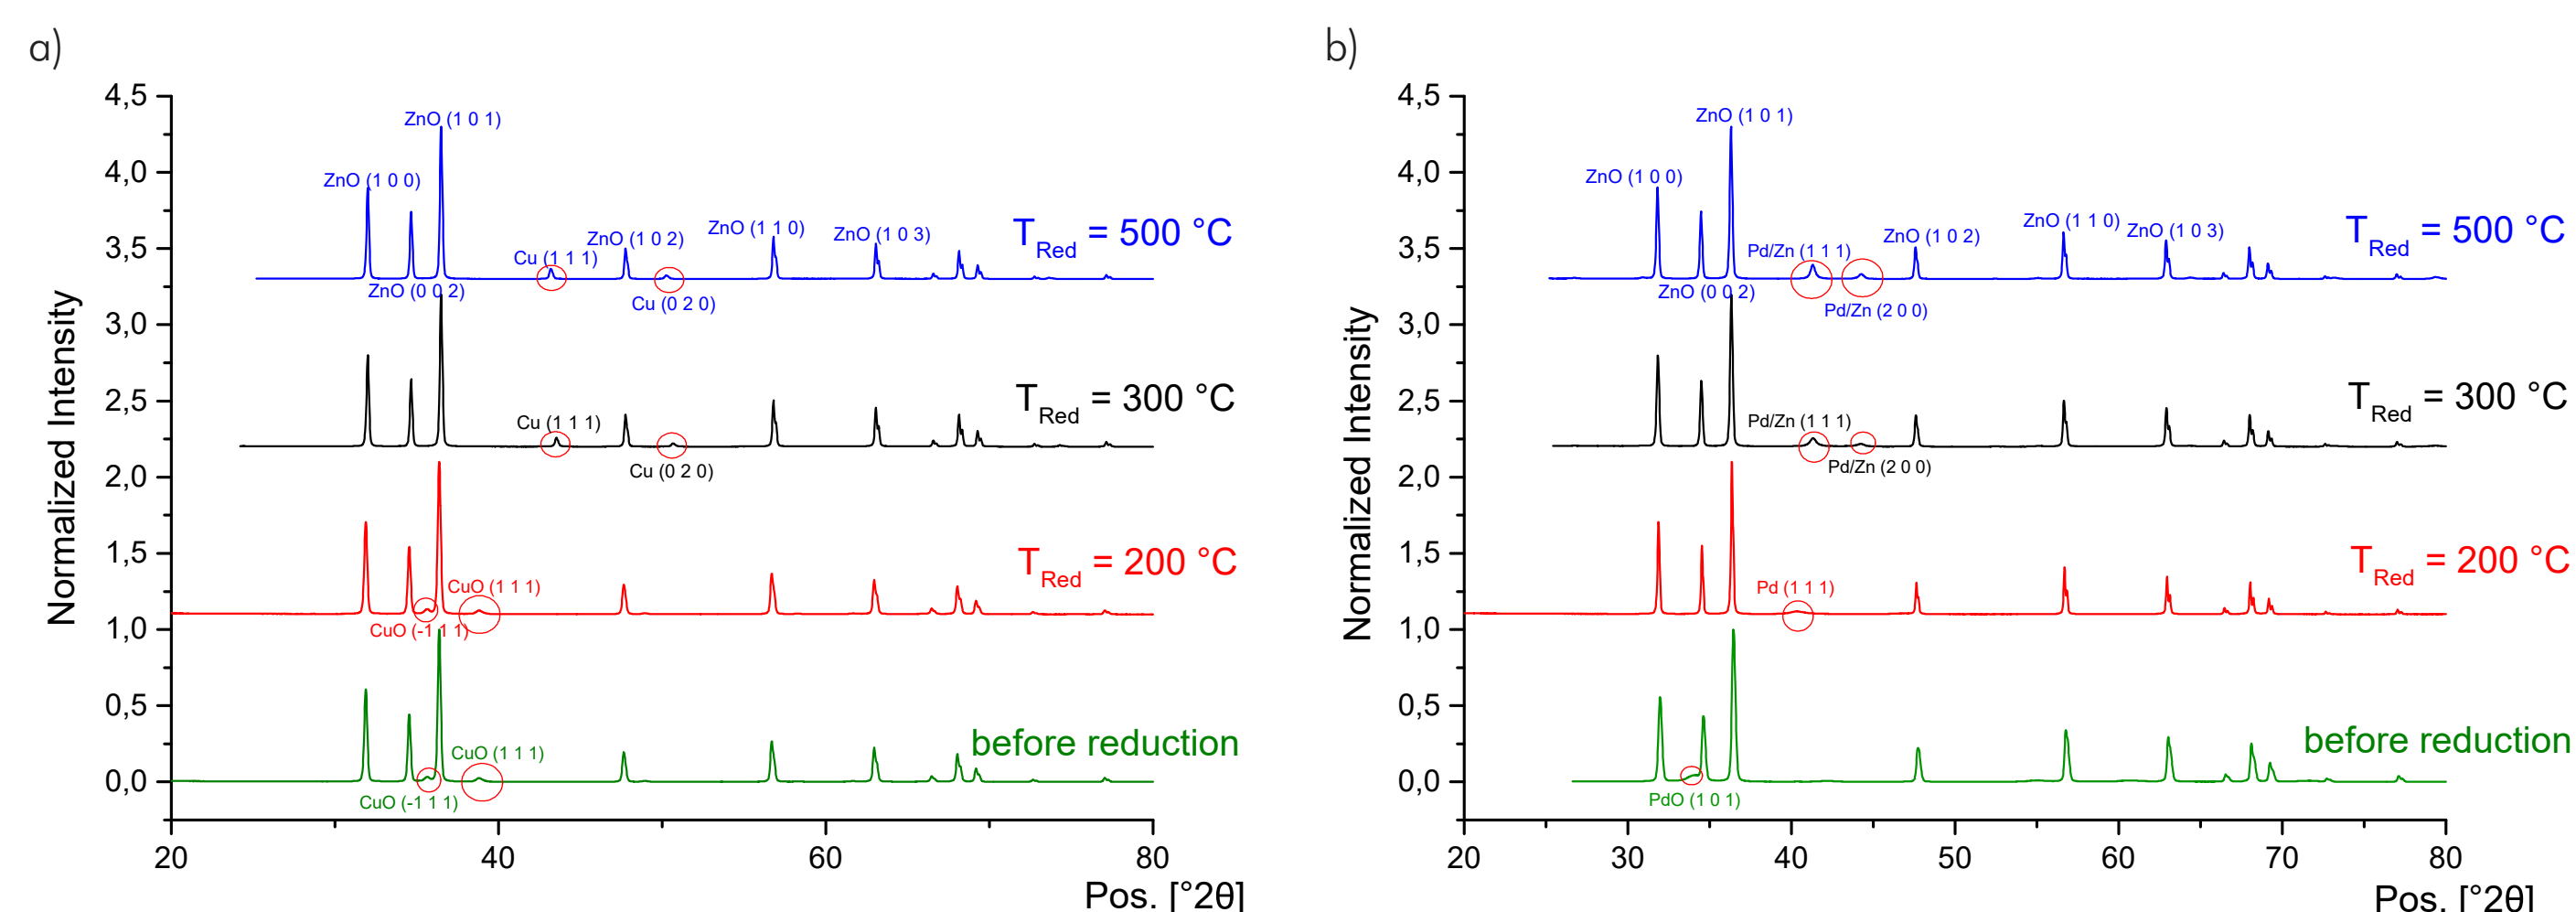 a)
4,5
4,0
3,5
3,0
2,5
2,0
1,5
1,0
0,5
0,0
Normalized Intensity
ZnO (1 0 1)
ZnO (1 0 0)
ZnO (0 0 2)
Cu (1 1 1)
ZnO (1 0 2)
Cu (0 2 0)
ZnO (1 1 0)
ZnO (1 0 3)
TRed = 500 °C
Cu (1 1 1)
Cu (0 2 0)
TRed = 300 °C
CuO (1 1 1)
CuO (-1 1 1)
TRed = 200 °C
CuO (1 1 1)
CuO (-1 1 1)
before reduction
20
40
60
80
Pos. [°2θ]
b)
4,5
4,0
3,5
3,0
2,5
2,0
1,5
1,0
0,5
0,0
Normalized Intensity
ZnO (1 0 1)
ZnO (1 0 0)
ZnO (0 0 2)
Pd/Zn (1 1 1)
Pd/Zn (2 0 0)
ZnO (1 0 2)
ZnO (1 1 0)
ZnO (1 0 3)
TRed = 500 °C
Pd/Zn (1 1 1)
Pd/Zn (2 0 0)
TRed = 300 °C
Pd (1 1 1)
TRed = 200 °C
PdO (1 0 1)
before reduction
20
30
40
50
60
70
80
Pos. [°2θ]